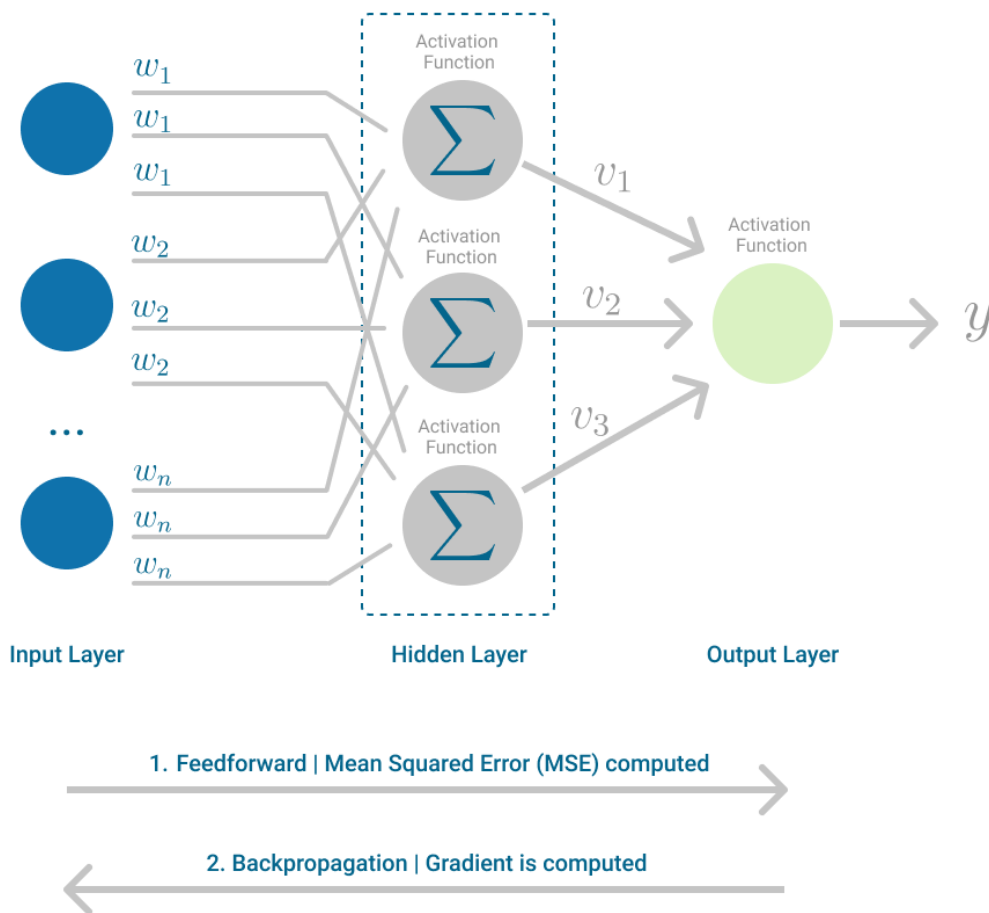 Activation
Function
w₁
w₁
w₁
Σ
v₁
Activation
Function
w₂
Activation
Function
w₂
Σ
v₂
y
w₂
v₃
...
Activation
Function
wₙ
wₙ
Σ
wₙ
Input Layer
Hidden Layer
Output Layer
1. Feedforward | Mean Squared Error (MSE) computed
2. Backpropagation | Gradient is computed